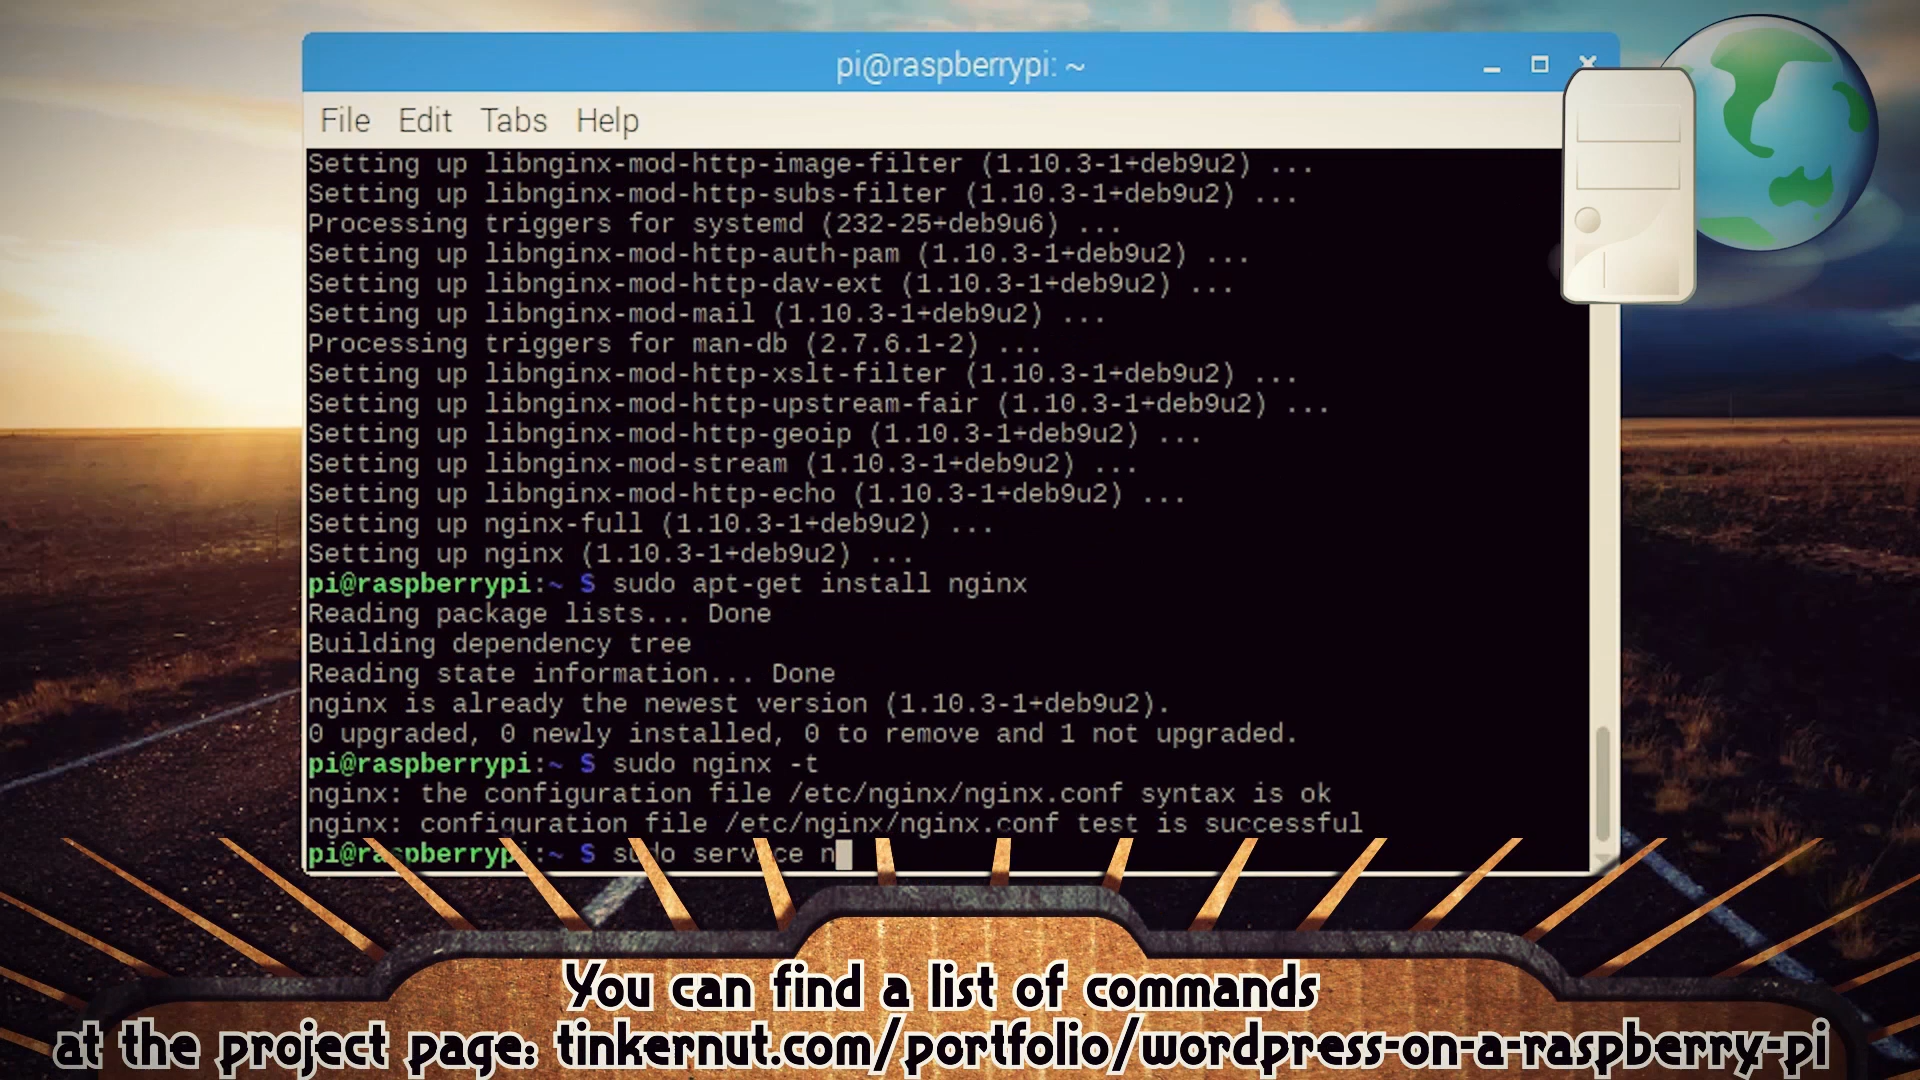 pi@raspberrypi: ~
File Edit Tabs Help
Setting up libnginx-mod-http-image-filter (1.10.3-1+deb9u2) ...
Setting up libnginx-mod-http-subs-filter (1.10.3-1+deb9u2) ...
Processing triggers for systemd (232-25+deb9u6) ...
Setting up libnginx-mod-http-auth-pam (1.10.3-1+deb9u2) ...
Setting up libnginx-mod-http-dav-ext (1.10.3-1+deb9u2) ...
Setting up libnginx-mod-mail (1.10.3-1+deb9u2) ...
Processing triggers for man-db (2.7.6.1-2) ...
Setting up libnginx-mod-http-xslt-filter (1.10.3-1+deb9u2) ...
Setting up libnginx-mod-http-upstream-fair (1.10.3-1+deb9u2) ...
Setting up libnginx-mod-http-geoip (1.10.3-1+deb9u2) ...
Setting up libnginx-mod-stream (1.10.3-1+deb9u2) ...
Setting up libnginx-mod-http-echo (1.10.3-1+deb9u2) ...
Setting up nginx-full (1.10.3-1+deb9u2) ...
Setting up nginx (1.10.3-1+deb9u2) ...
pi@raspberrypi:~ $ sudo apt-get install nginx
Reading package lists... Done
Building dependency tree
Reading state information... Done
nginx is already the newest version (1.10.3-1+deb9u2).
0 upgraded, 0 newly installed, 0 to remove and 1 not upgraded.
pi@raspberrypi:~ $ sudo nginx -t
nginx: the configuration file /etc/nginx/nginx.conf syntax is ok
nginx: configuration file /etc/nginx/nginx.conf test is successful
pi@raspberrypi:~ $ sudo service n
You can find a list of commands
at the project page: tinkernut.com/portfolio/wordpress-on-a-raspberry-pi